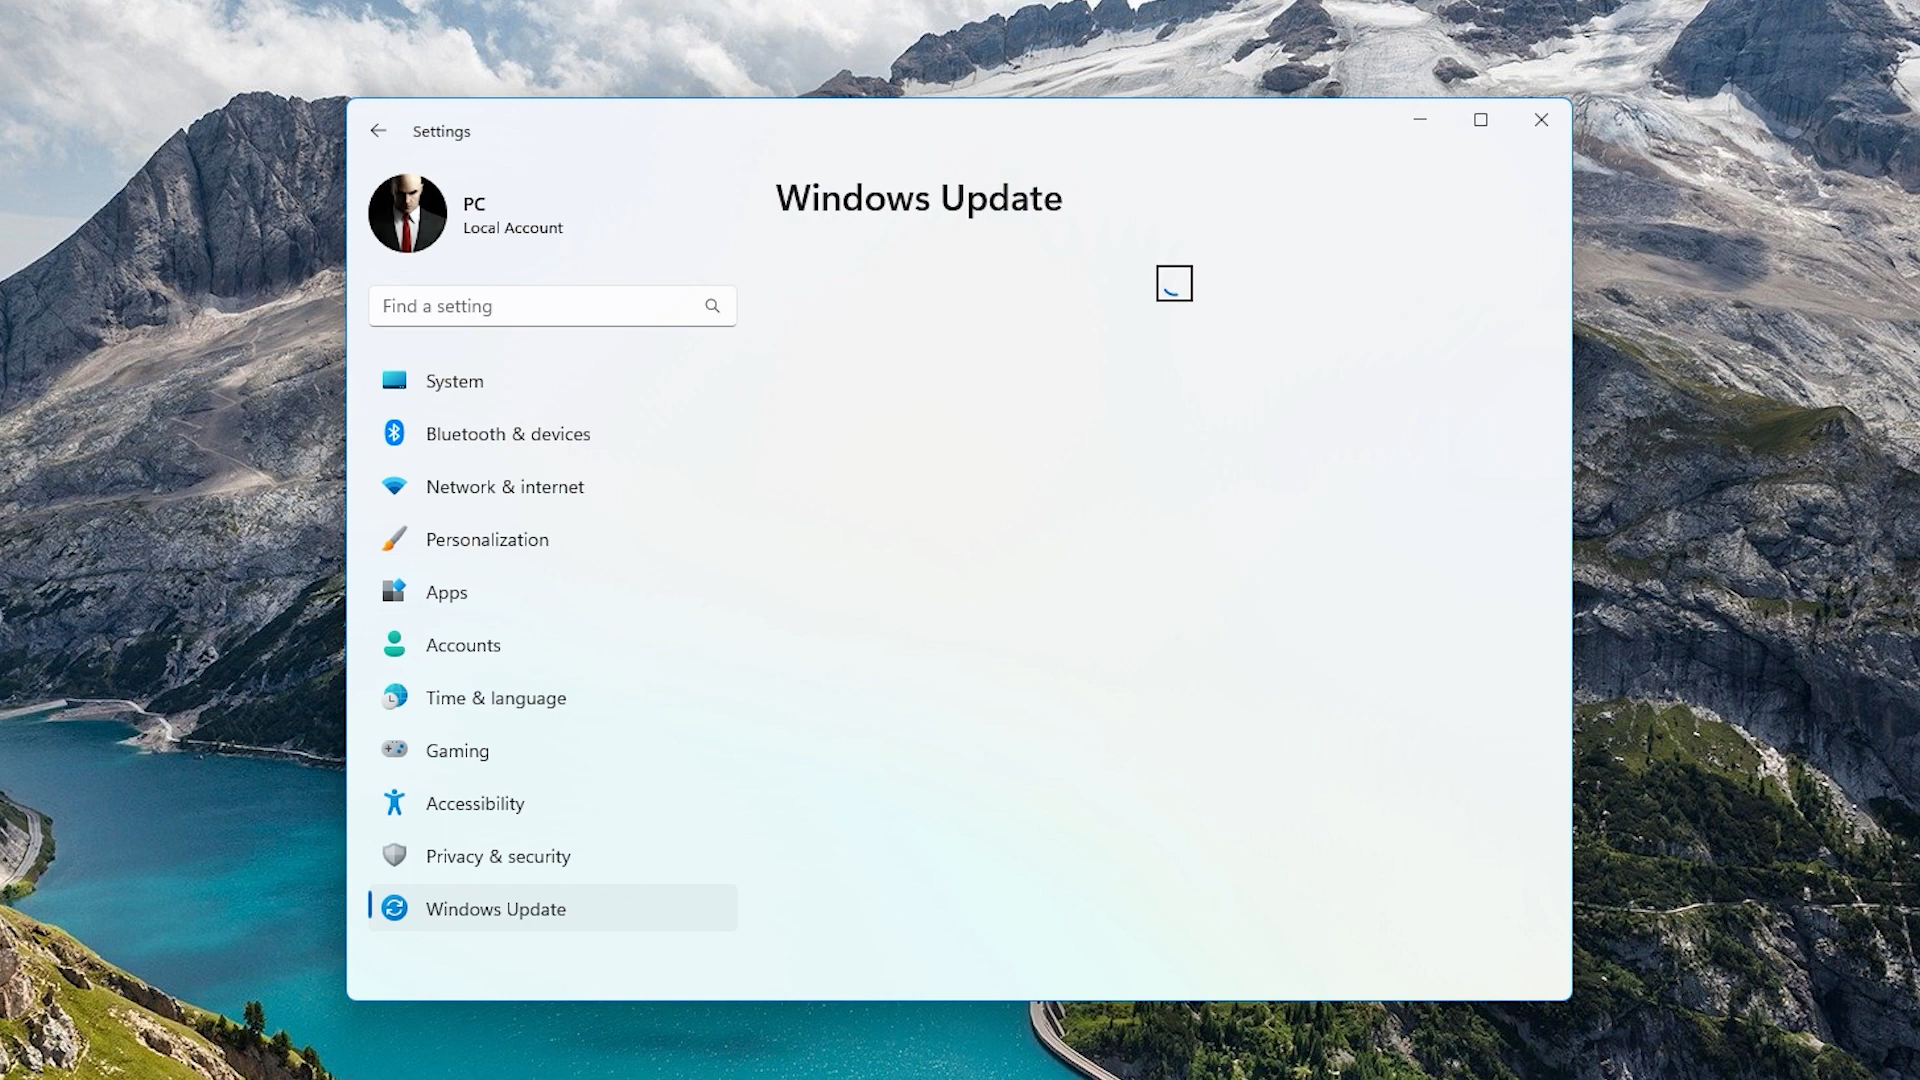 Settings
PC
Local Account
Find a setting
System
Bluetooth & devices
Network & internet
Personalization
Apps
Accounts
Time & language
Gaming
Accessibility
Privacy & security
Windows Update
Windows Update